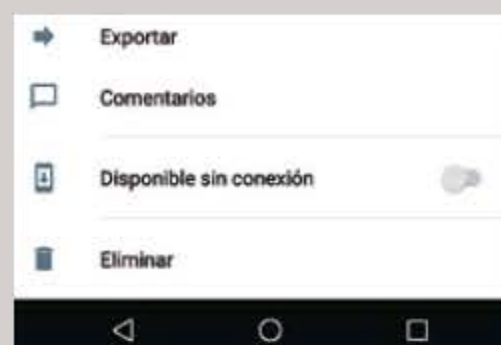 Exportar
Comentarios
Disponible sin conexión
Eliminar